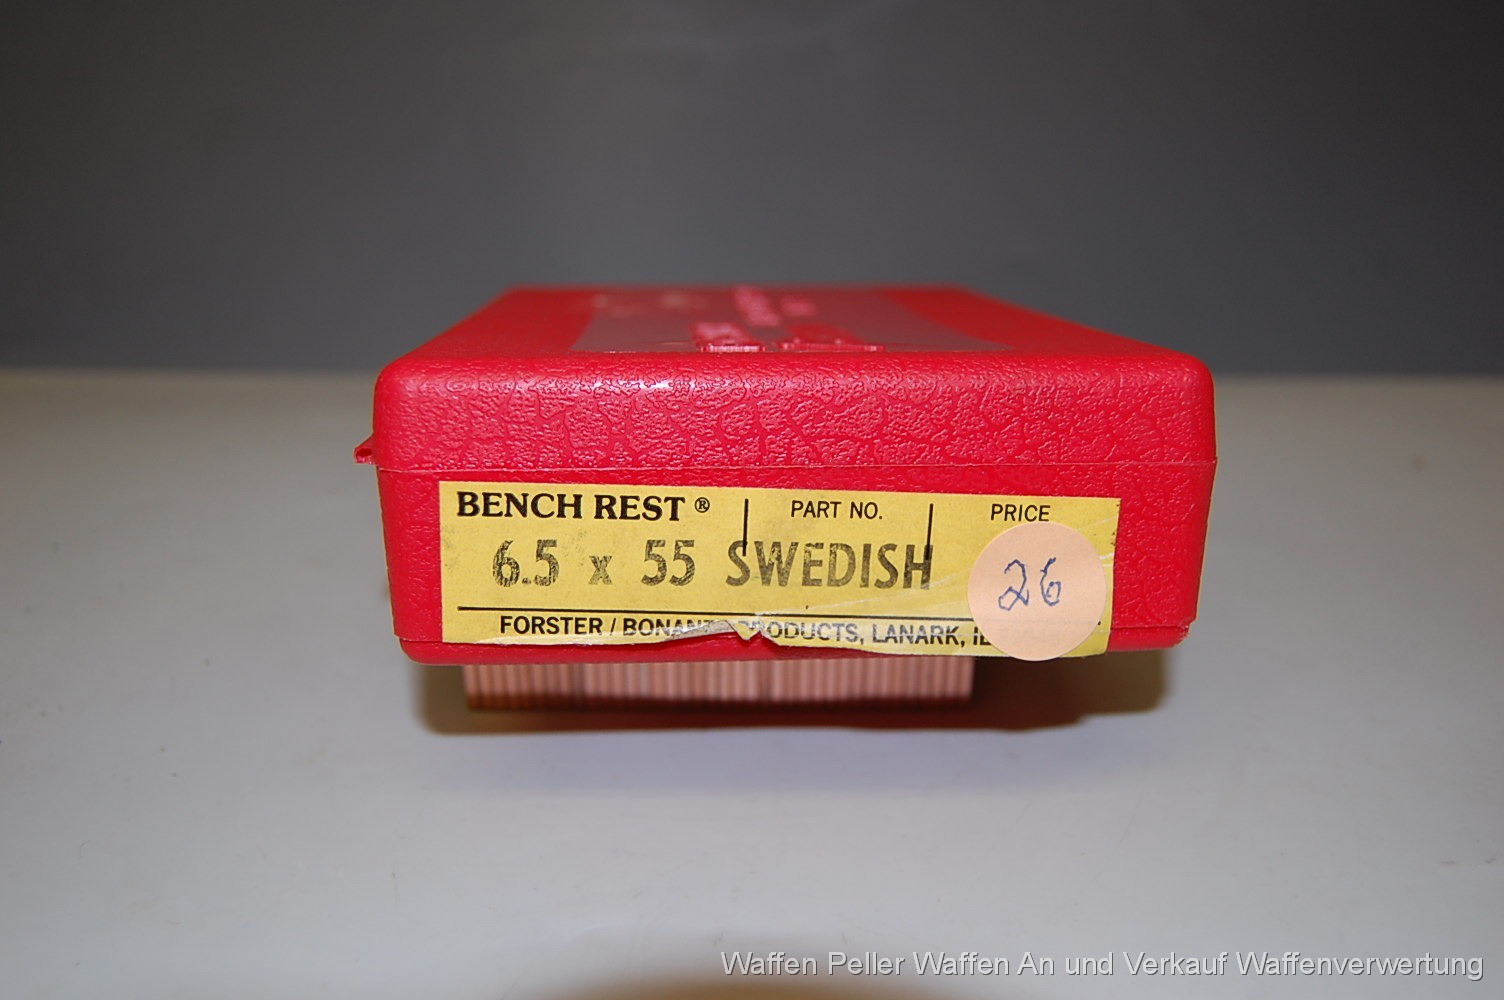 BENCH REST ® PART NO. PRICE
6.5 x 55 SWEDISH
26
FORSTER / PRODUCTS, LANARK,
Waffen Peller Waffen An und Verkauf Waffenverwertung